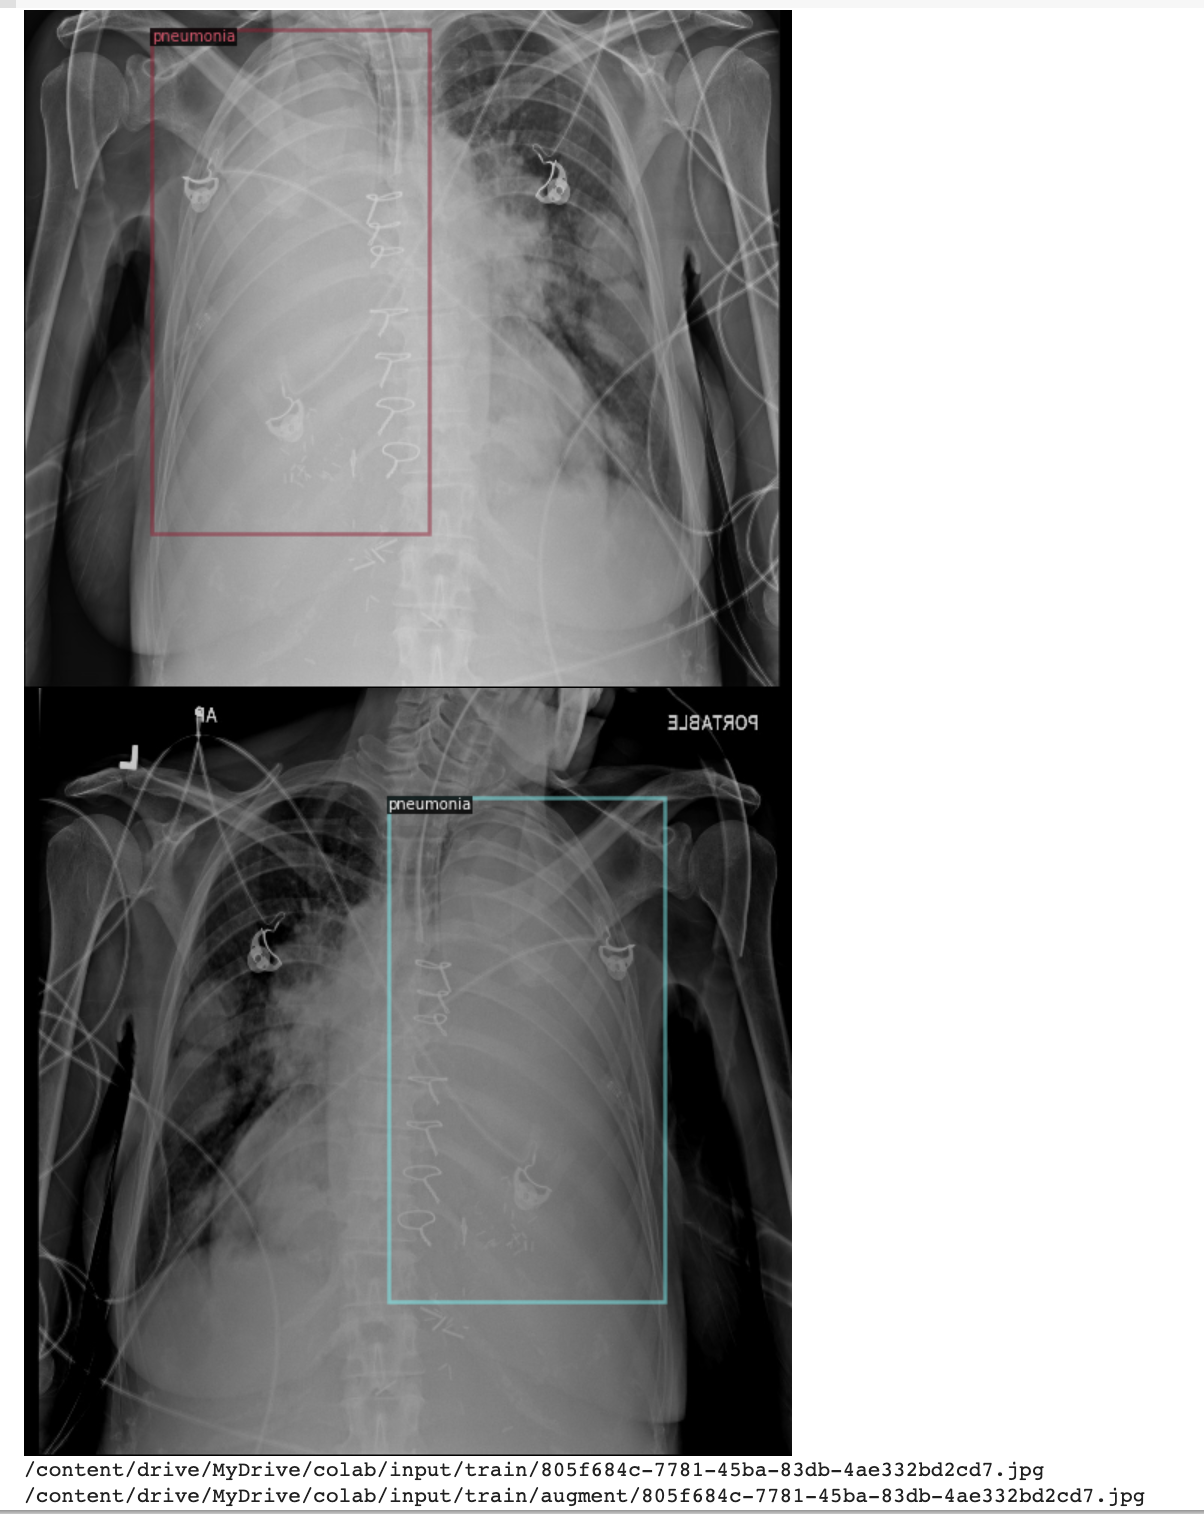 pneumonia
AP
L
PORTABLE
pneumonia
/content/drive/MyDrive/colab/input/train/805f684c-7781-45ba-83db-4ae332bd2cd7.jpg
/content/drive/MyDrive/colab/input/train/augment/805f684c-7781-45ba-83db-4ae332bd2cd7.jpg